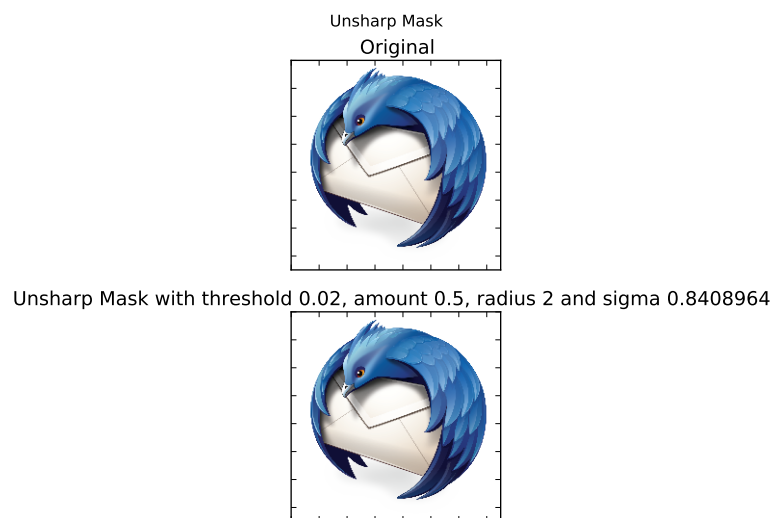 Unsharp Mask
Original
Unsharp Mask with threshold 0.02, amount 0.5, radius 2 and sigma 0.8408964